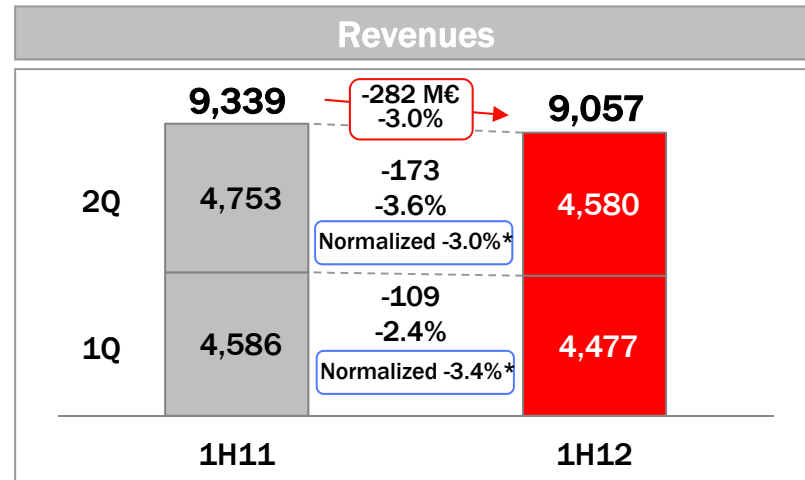 Revenues
9,339
-282 M€
-3.0%
9,057
2Q
4,753
-173
-3.6%
Normalized -3.0%*
4,580
1Q
4,586
-109
-2.4%
Normalized -3.4%*
4,477
1H11
1H12